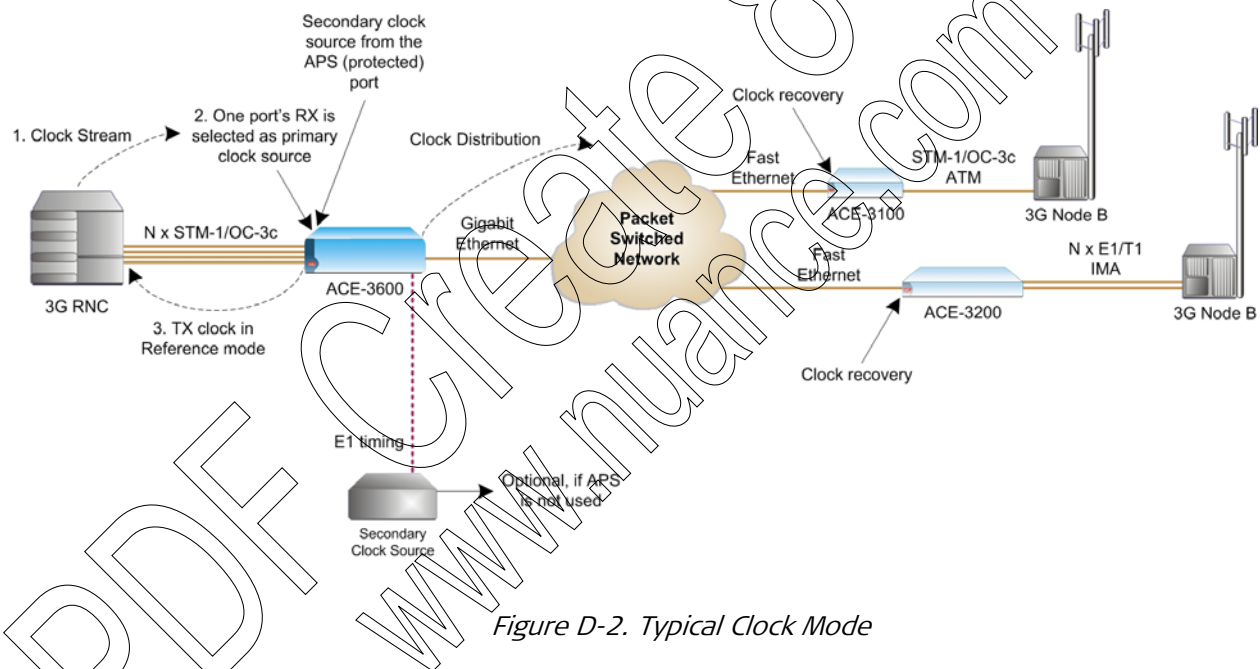 Secondary clock
source from the
APS (protected)
port
1. Clock Stream
2. One port's RX is
selected as primary
clock source
Clock Distribution
Clock recovery
Fast
Ethernet
STM-1/OC-3c
ATM
ACE-3100
3G Node B
N x STM-1/OC-3c
Gigabit
Ethernet
Packet
Switched
Network
3G RNC
ACE-3600
3. TX clock in
Reference mode
Fast
Ethernet
N x E1/T1
IMA
ACE-3200
3G Node B
Clock recovery
E1 timing
Optional, if APS
is not used
Secondary
Clock Source
Figure D-2. Typical Clock Mode
PDF Create 8
www.nuance.com